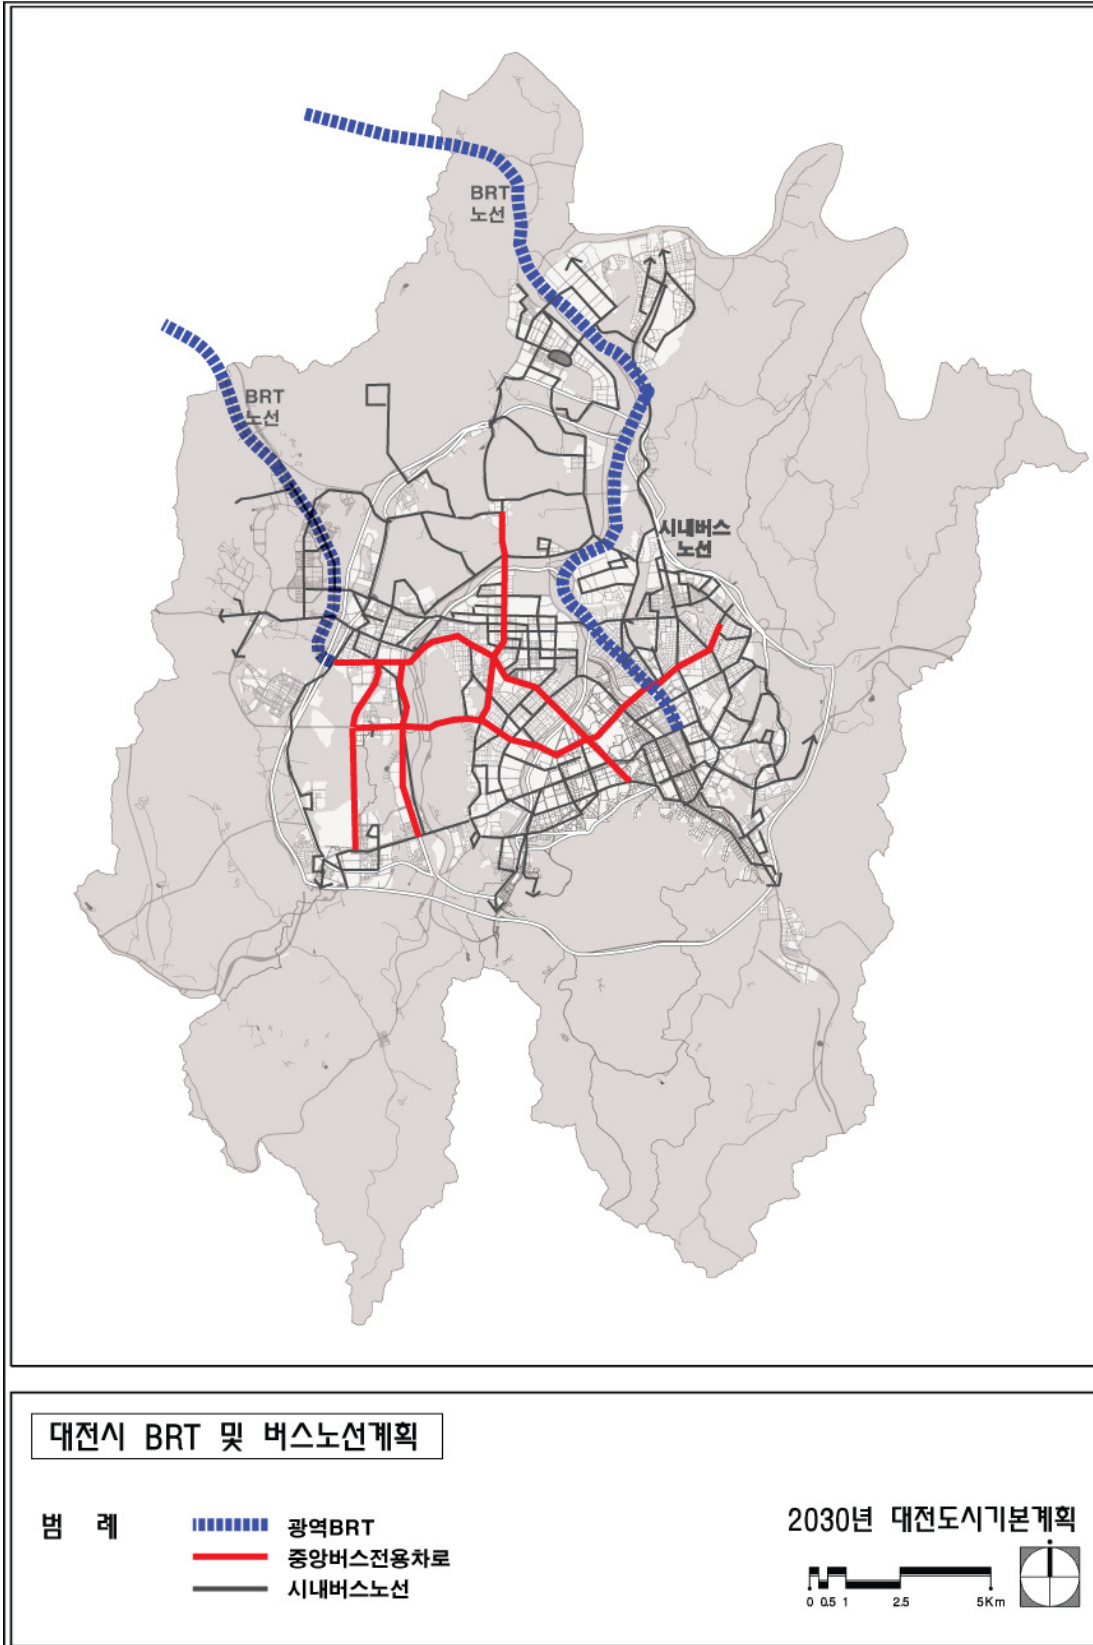 BRT
노선
BRT
노선
시내버스
노선
대전시 BRT 및 버스노선계획
범 례
광역BRT
중앙버스전용차로
시내버스노선
2030년 대전도시기본계획
0 0.5 1 2.5 5Km